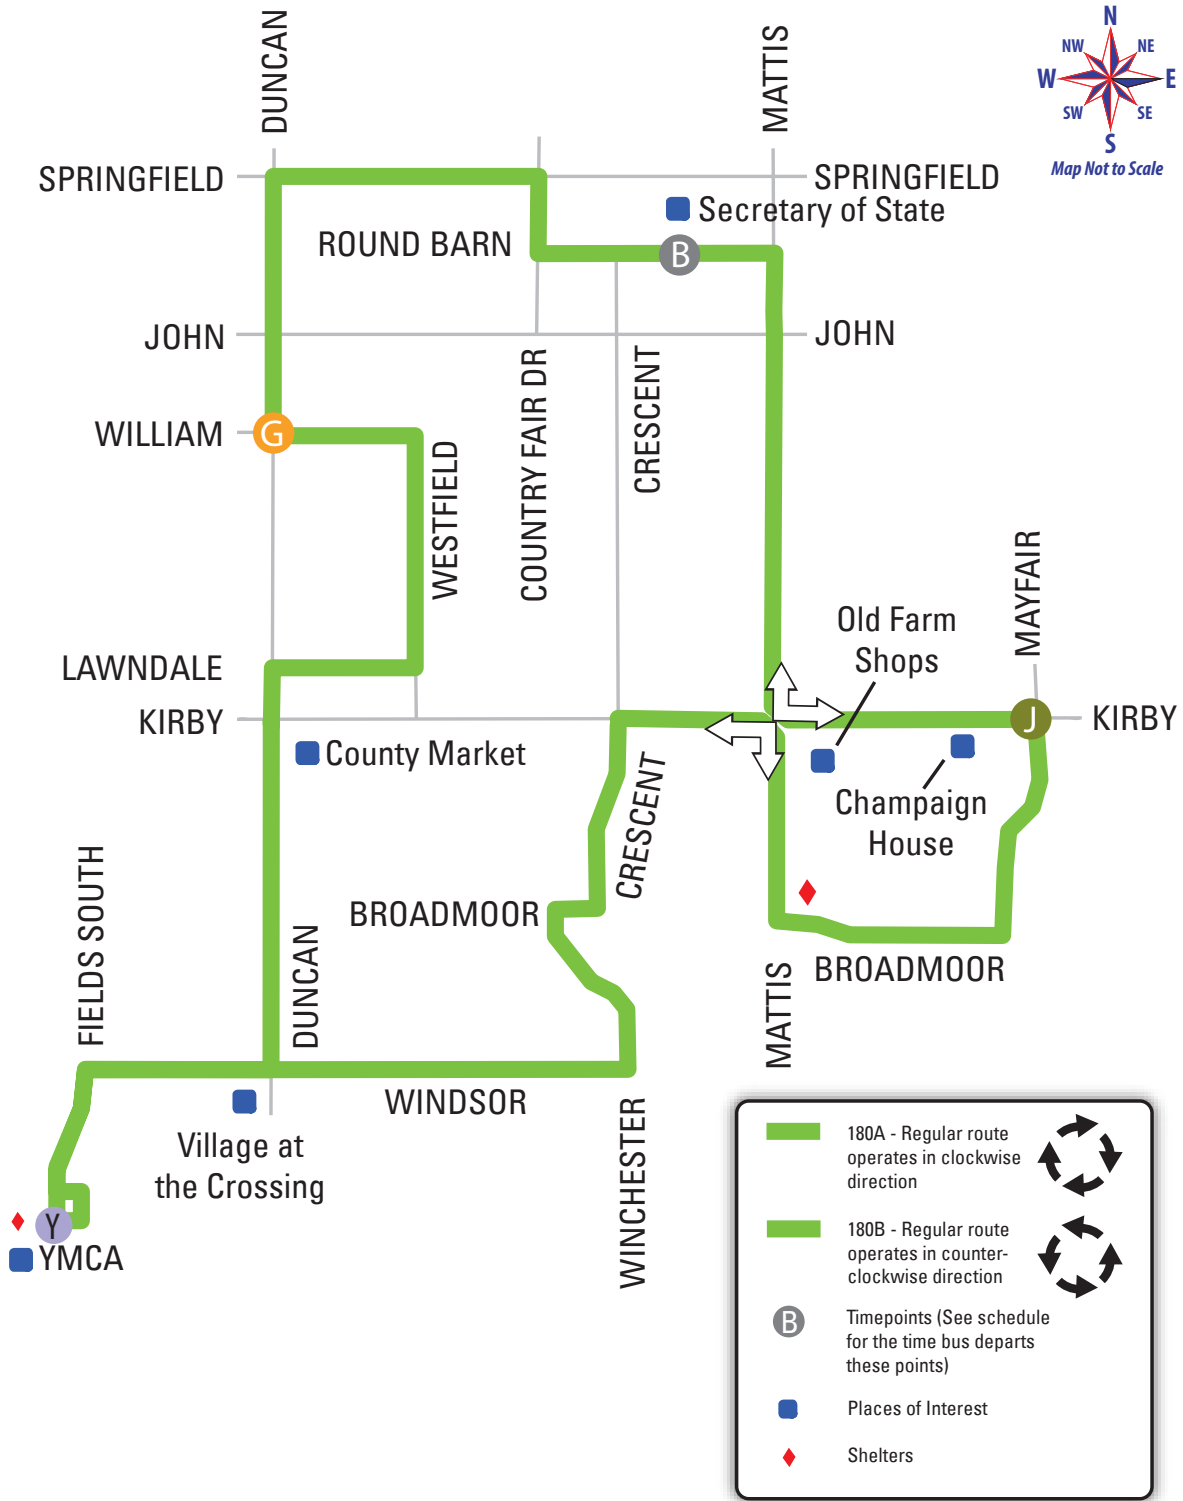 DUNCAN
MATTIS
N
NW
NE
W
E
SW
SE
S
Map Not to Scale
SPRINGFIELD
SPRINGFIELD
Secretary of State
ROUND BARN
B
JOHN
JOHN
COUNTRY FAIR DR
CRESCENT
WILLIAM
G
WESTFIELD
MAYFAIR
Old Farm
Shops
LAWNDALE
KIRBY
J
KIRBY
County Market
CRESCENT
Champaign
House
FIELDS SOUTH
BROADMOOR
DUNCAN
MATTIS
BROADMOOR
WINDSOR
WINCHESTER
Village at
the Crossing
Y
YMCA
180A - Regular route
operates in clockwise
direction
180B - Regular route
operates in counter-
clockwise direction
B
Timepoints (See schedule
for the time bus departs
these points)
Places of Interest
Shelters